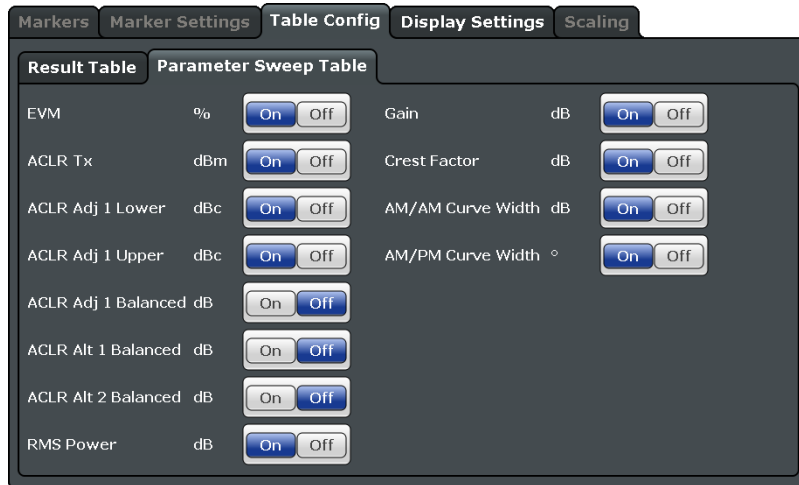 Markers Marker Settings Table Config Display Settings Scaling
Result Table Parameter Sweep Table
EVM % On Off Gain dB On Off
ACLR Tx dBm On Off Crest Factor dB On Off
ACLR Adj 1 Lower dBc On Off AM/AM Curve Width dB On Off
ACLR Adj 1 Upper dBc On Off AM/PM Curve Width ° On Off
ACLR Adj 1 Balanced dB On Off
ACLR Alt 1 Balanced dB On Off
ACLR Alt 2 Balanced dB On Off
RMS Power dB On Off